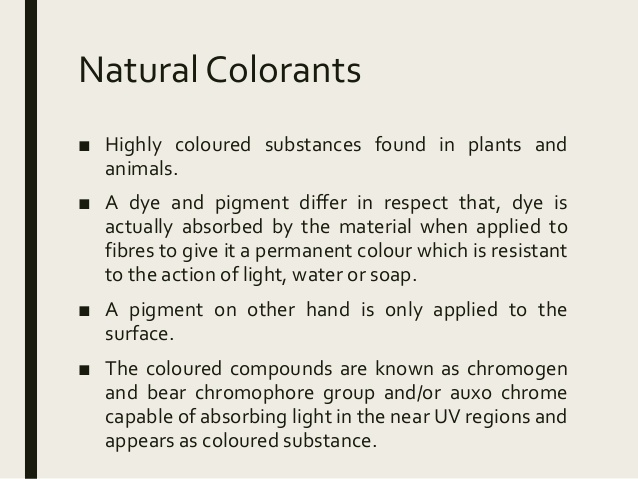 Natural Colorants
■ Highly coloured substances found in plants and
animals.
■ A dye and pigment differ in respect that, dye is
actually absorbed by the material when applied to
fibres to give it a permanent colour which is resistant
to the action of light, water or soap.
■ A pigment on other hand is only applied to the
surface.
■ The coloured compounds are known as chromogen
and bear chromophore group and/or auxo chrome
capable of absorbing light in the near UV regions and
appears as coloured substance.